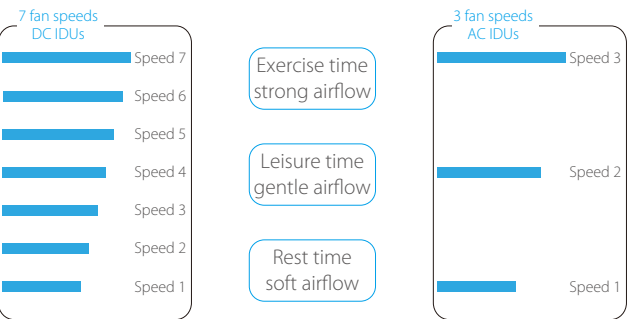 7 fan speeds
DC IDUs
Speed 7
Speed 6
Speed 5
Speed 4
Speed 3
Speed 2
Speed 1
Exercise time
strong airflow
Leisure time
gentle airflow
Rest time
soft airflow
3 fan speeds
AC IDUs
Speed 3
Speed 2
Speed 1